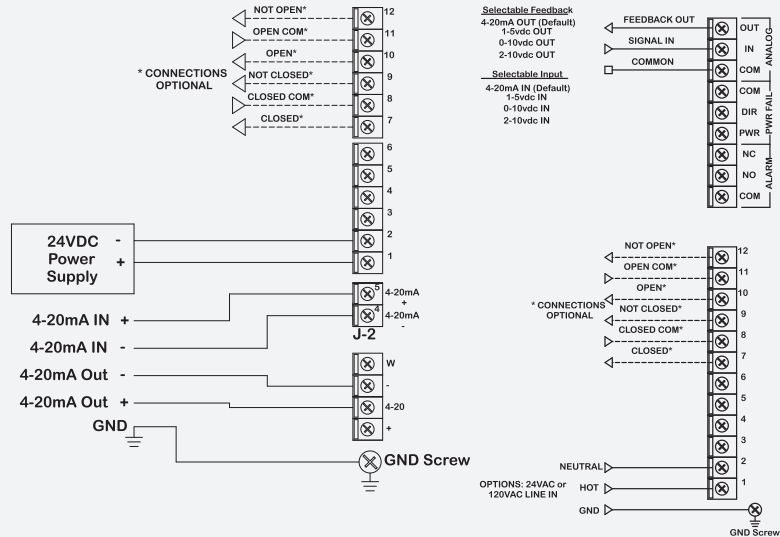 NOT OPEN*
12
OPEN COM*
11
OPEN*
10
* CONNECTIONS
OPTIONAL
NOT CLOSED*
9
CLOSED COM*
8
CLOSED*
7
6
5
4
3
2
1
24VDC -
Power +
Supply
5
4-20mA
+
4
4-20mA
-
J-2
4-20mA IN +
4-20mA IN -
4-20mA Out -
4-20mA Out +
GND
W
-
4-20
+
GND Screw
Selectable Feedback
4-20mA OUT (Default)
1-5vdc OUT
0-10vdc OUT
2-10vdc OUT
Selectable Input
4-20mA IN (Default)
1-5vdc IN
0-10vdc IN
2-10vdc IN
FEEDBACK OUT
OUT
SIGNAL IN
IN
COMMON
COM
ANALOG
COM
DIR
PWR
PWR FAIL
NC
NO
COM
ALARM
NOT OPEN*
12
OPEN COM*
11
OPEN*
10
* CONNECTIONS
OPTIONAL
NOT CLOSED*
9
CLOSED COM*
8
CLOSED*
7
6
5
4
3
NEUTRAL
2
OPTIONS: 24VAC or
120VAC LINE IN
HOT
1
GND
GND Screw